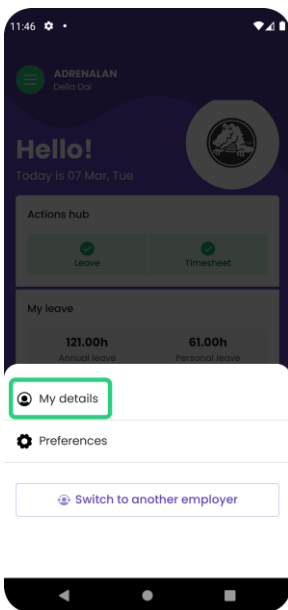 11:46
ADRENALAN
Della Dai
Hello!
Today is 07 Mar, Tue
Actions hub
Leave
Timesheet
My leave
121.00h
61.00h
Annual leave
Personal leave
My details
Preferences
Switch to another employer